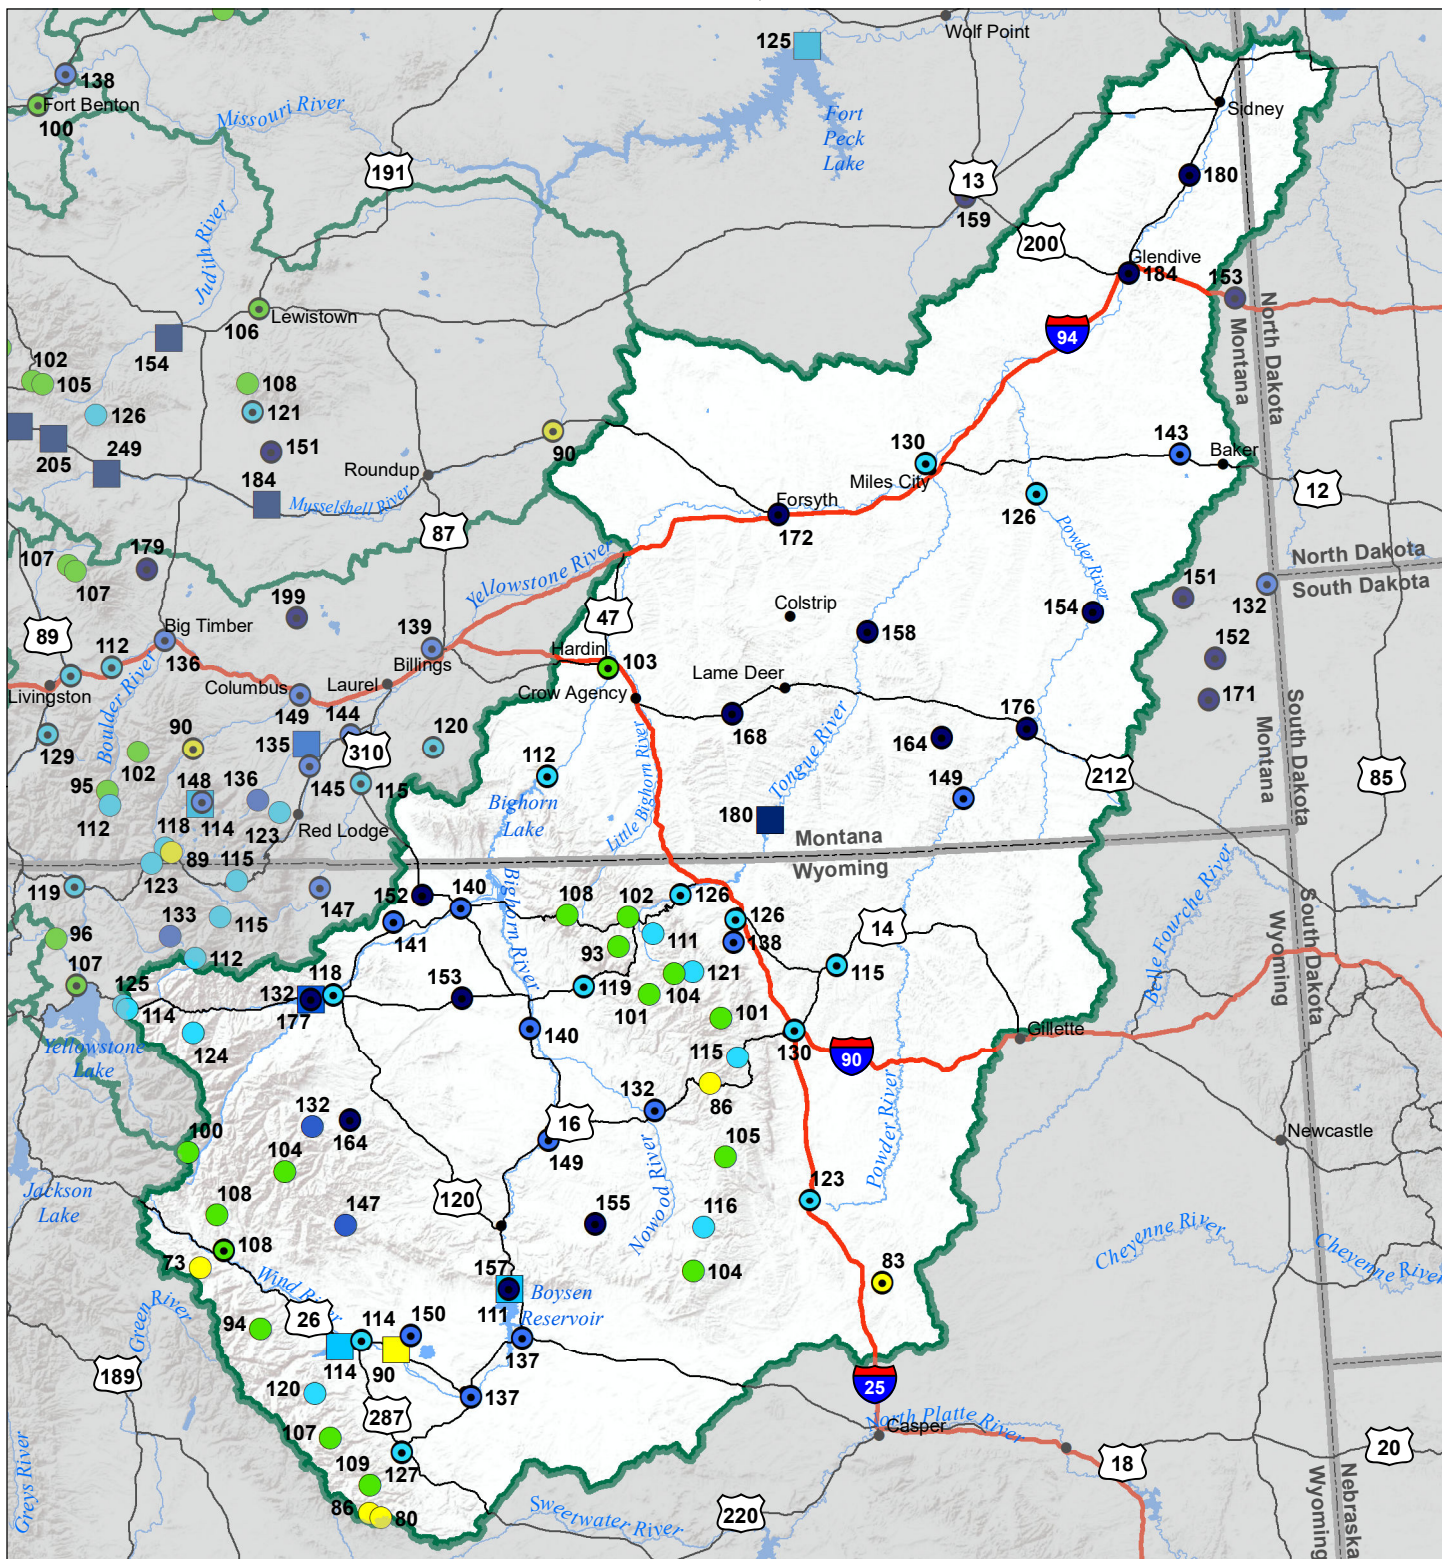 Wolf Point
125
138
Fort Benton
100
Missouri River
Fort
Peck
Lake
Sidney
191
13
180
159
Judith River
200
Glendive
184
153
North Dakota
Montana
106
Lewistown
154
94
102
105
108
126
121
151
205
249
184
Roundup
Musselshell River
90
130
Miles City
143
Baker
12
126
Forsyth
172
87
Powder River
107
107
179
Yellowstone River
North Dakota
South Dakota
199
47
Colstrip
154
151
132
89
112
Big Timber
136
139
Billings
Hardin
103
158
152
Livingston
Boulder River
Columbus
Laurel
Crow Agency
Lame Deer
171
South Dakota
Montana
129
90
149
144
120
168
176
102
135
310
164
Tongue River
212
85
95
148
136
145
115
112
149
112
114
123
Red Lodge
Bighorn
Lake
Little Bighorn River
180
118
89
115
123
Montana
Wyoming
119
147
152
140
108
102
126
Bighorn River
Belle Fourche River
133
115
141
126
14
South Dakota
Wyoming
96
93
111
138
112
107
118
153
119
121
115
125
114
132
177
104
101
101
124
140
130
Gillette
Yellowstone
Lake
115
90
132
132
86
Powder River
164
16
Newcastle
100
104
149
105
Nowood River
Jackson
Lake
108
147
120
155
116
123
108
73
Wind River
104
83
Cheyenne River
Cheyenne River
157
111
Boysen
Reservoir
Green River
94
26
114
150
114
90
137
189
25
120
137
287
107
North Platte River
Casper
127
109
18
20
86
80
Sweetwater River
220
Greys River
Nebraska
Wyoming